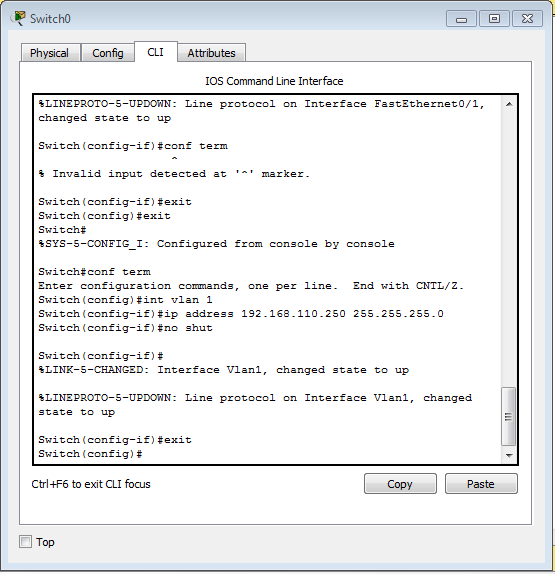 Switch0
Physical Config CLI Attributes
IOS Command Line Interface
%LINEPROTO-5-UPDOWN: Line protocol on Interface FastEthernet0/1,
changed state to up
Switch(config-if)#conf term
^
% Invalid input detected at '^' marker.
Switch(config-if)#exit
Switch(config)#exit
Switch#
%SYS-5-CONFIG_I: Configured from console by console
Switch#conf term
Enter configuration commands, one per line.  End with CNTL/Z.
Switch(config)#int vlan 1
Switch(config-if)#ip address 192.168.110.250 255.255.255.0
Switch(config-if)#no shut
Switch(config-if)#
%LINK-5-CHANGED: Interface Vlan1, changed state to up
%LINEPROTO-5-UPDOWN: Line protocol on Interface Vlan1, changed
state to up
Switch(config-if)#exit
Switch(config)#
Ctrl+F6 to exit CLI focus Copy Paste
Top